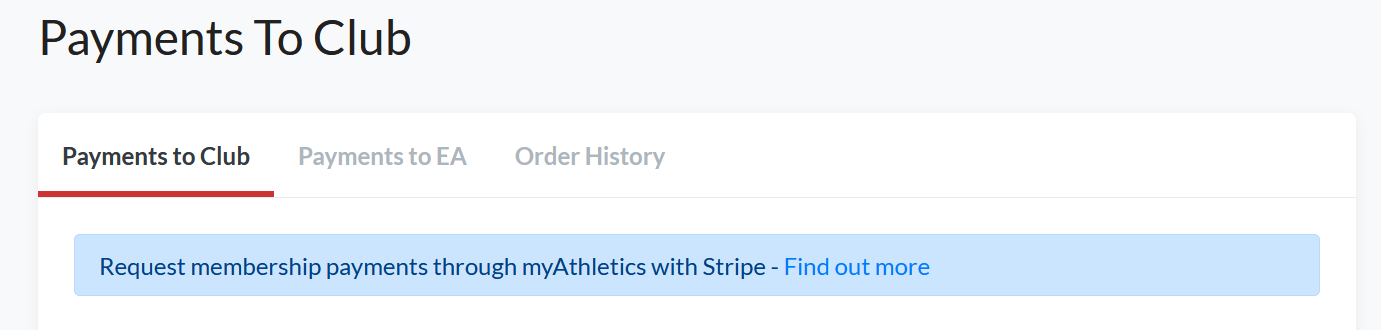 Payments To Club
Payments to Club Payments to EA Order History
Request membership payments through myAthletics with Stripe - Find out more